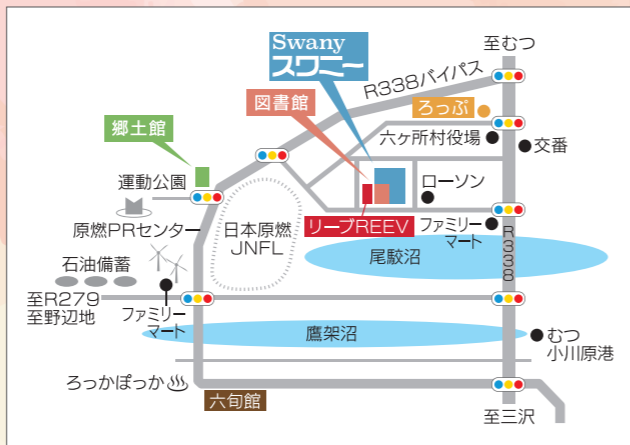 Swany
スワニー
至むつ
R338バイパス
図書館
ろっぷ
郷土館
六ヶ所村役場
交番
運動公園
ローソン
原燃PRセンター
日本原燃
JNFL
リーブREEV
ファミリー
マート
R338
尾駮沼
石油備蓄
至R279
至野辺地
ファミリー
マート
鷹架沼
むつ
小川原港
ろっかぽっか
六旬館
至三沢